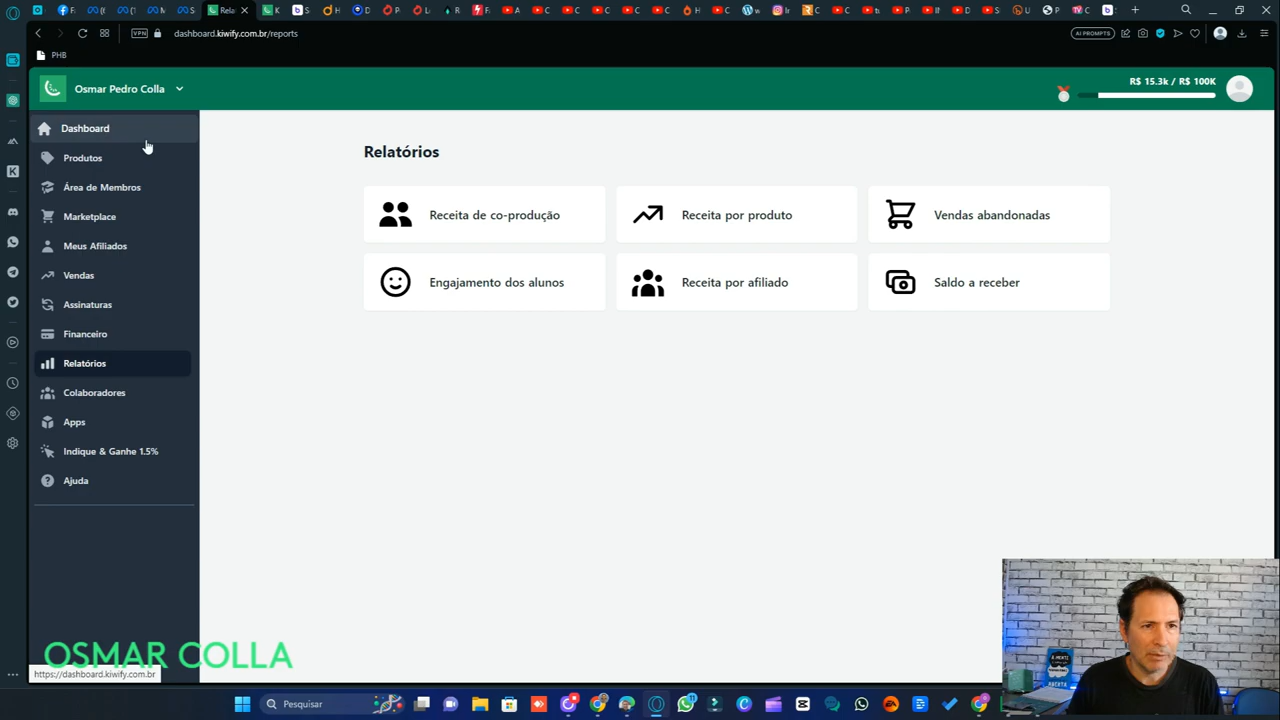 dashboard.kiwify.com.br/reports
VPN
AI PROMPTS
PHB
Osmar Pedro Colla
R$ 15.3k / R$ 100K
Dashboard
Produtos
Área de Membros
Marketplace
Meus Afiliados
Vendas
Assinaturas
Financeiro
Relatórios
Colaboradores
Apps
Indique & Ganhe 1.5%
Ajuda
Relatórios
Receita de co-produção
Receita por produto
Vendas abandonadas
Engajamento dos alunos
Receita por afiliado
Saldo a receber
OSMAR COLLA
https://dashboard.kiwify.com.br
Pesquisar